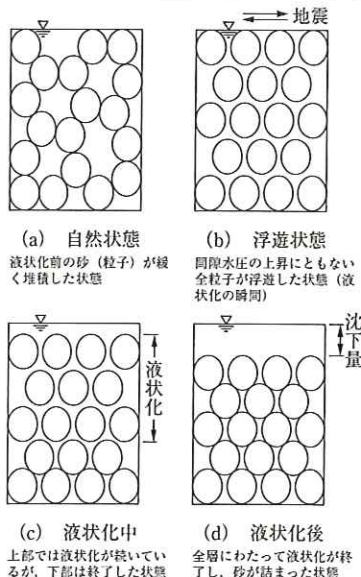 地震
(a) 自然状態
液状化前の砂（粒子）が緩
く堆積した状態
(b) 浮遊状態
間隙水圧の上昇にともない
全粒子が浮遊した状態（液
状化の瞬間）
液状化
(c) 液状化中
上部では液状化が続いてい
るが，下部は終了した状態
沈下量
(d) 液状化後
全層にわたって液状化が終
了し，砂が詰まった状態